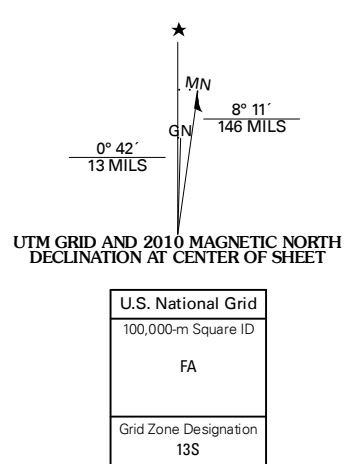 ★
MN
8° 11´
146 MILS
GN
0° 42´
13 MILS
UTM GRID AND 2010 MAGNETIC NORTH
DECLINATION AT CENTER OF SHEET
U.S. National Grid
100,000-m Square ID
FA
Grid Zone Designation
13S